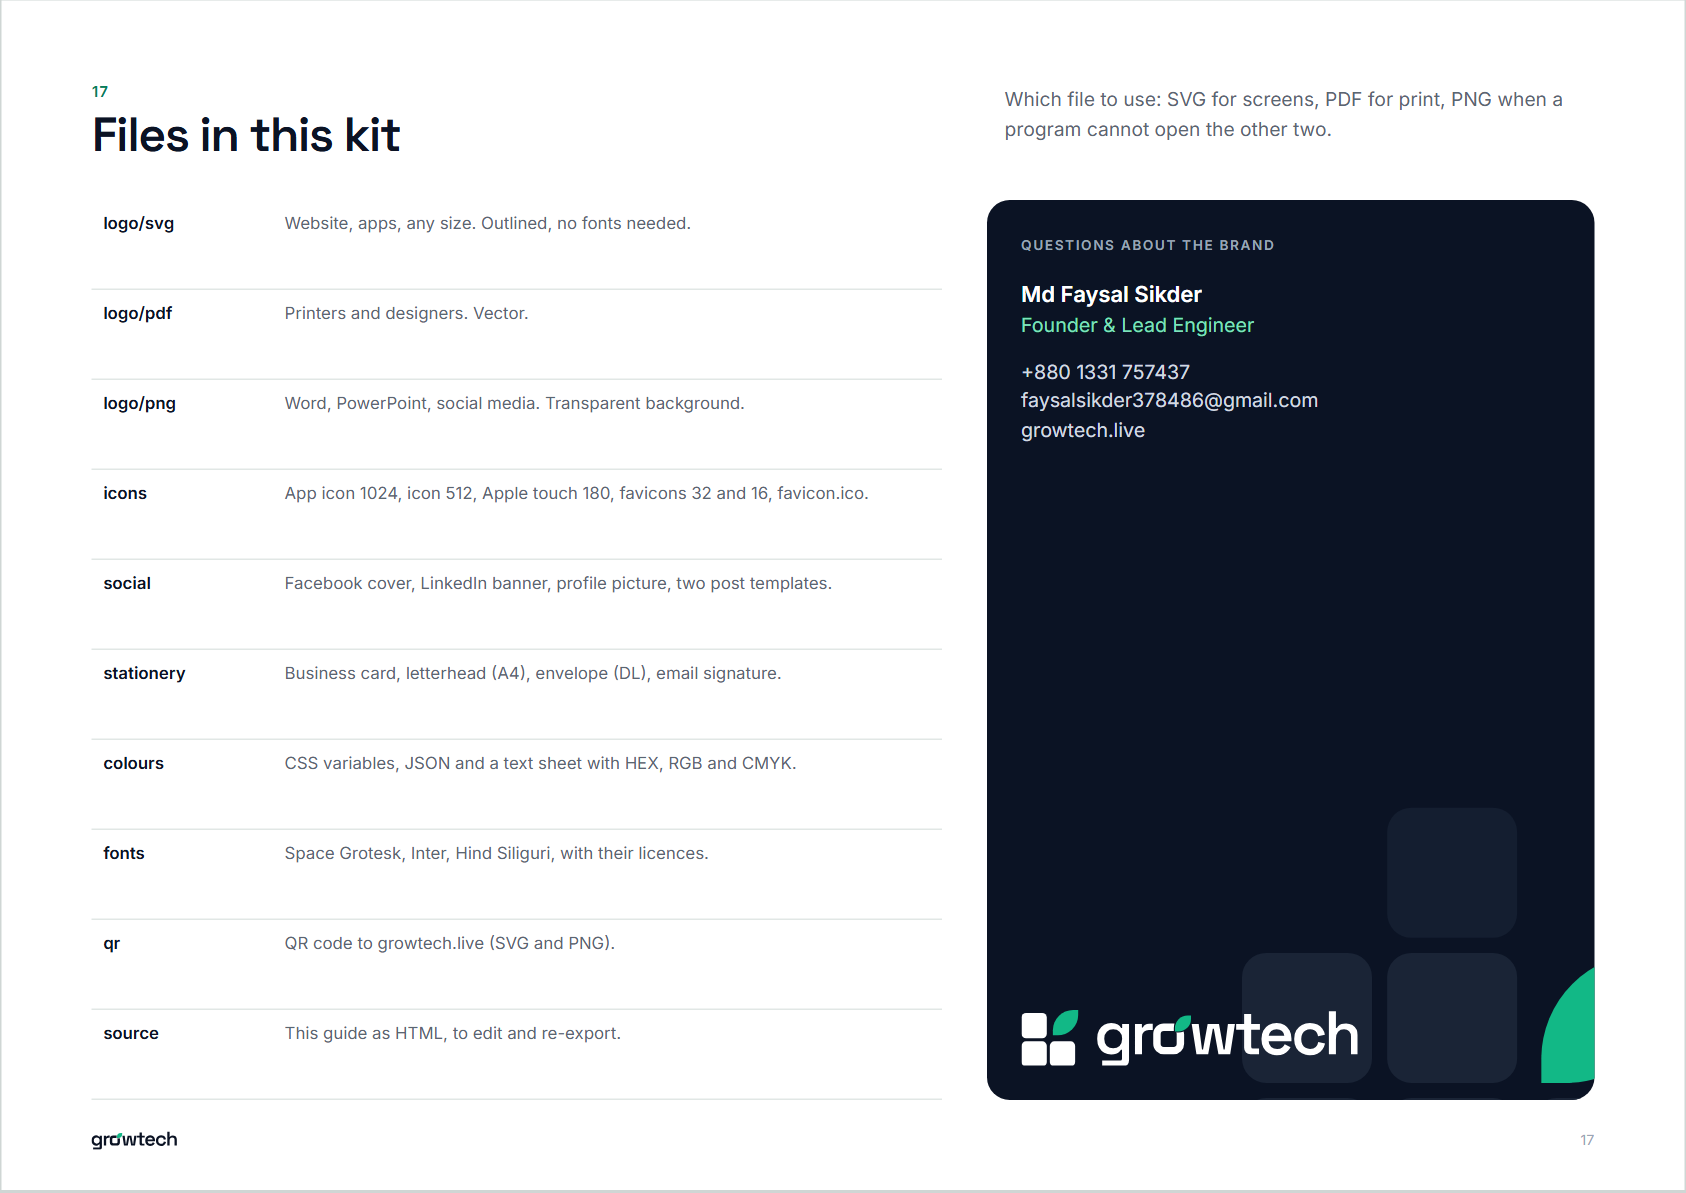 17
Files in this kit
Which file to use: SVG for screens, PDF for print, PNG when a
program cannot open the other two.
logo/svg Website, apps, any size. Outlined, no fonts needed.
logo/pdf Printers and designers. Vector.
logo/png Word, PowerPoint, social media. Transparent background.
icons App icon 1024, icon 512, Apple touch 180, favicons 32 and 16, favicon.ico.
social Facebook cover, LinkedIn banner, profile picture, two post templates.
stationery Business card, letterhead (A4), envelope (DL), email signature.
colours CSS variables, JSON and a text sheet with HEX, RGB and CMYK.
fonts Space Grotesk, Inter, Hind Siliguri, with their licences.
qr QR code to growtech.live (SVG and PNG).
source This guide as HTML, to edit and re-export.
QUESTIONS ABOUT THE BRAND
Md Faysal Sikder
Founder & Lead Engineer
+880 1331 757437
faysalsikder378486@gmail.com
growtech.live
growtech
growtech
17